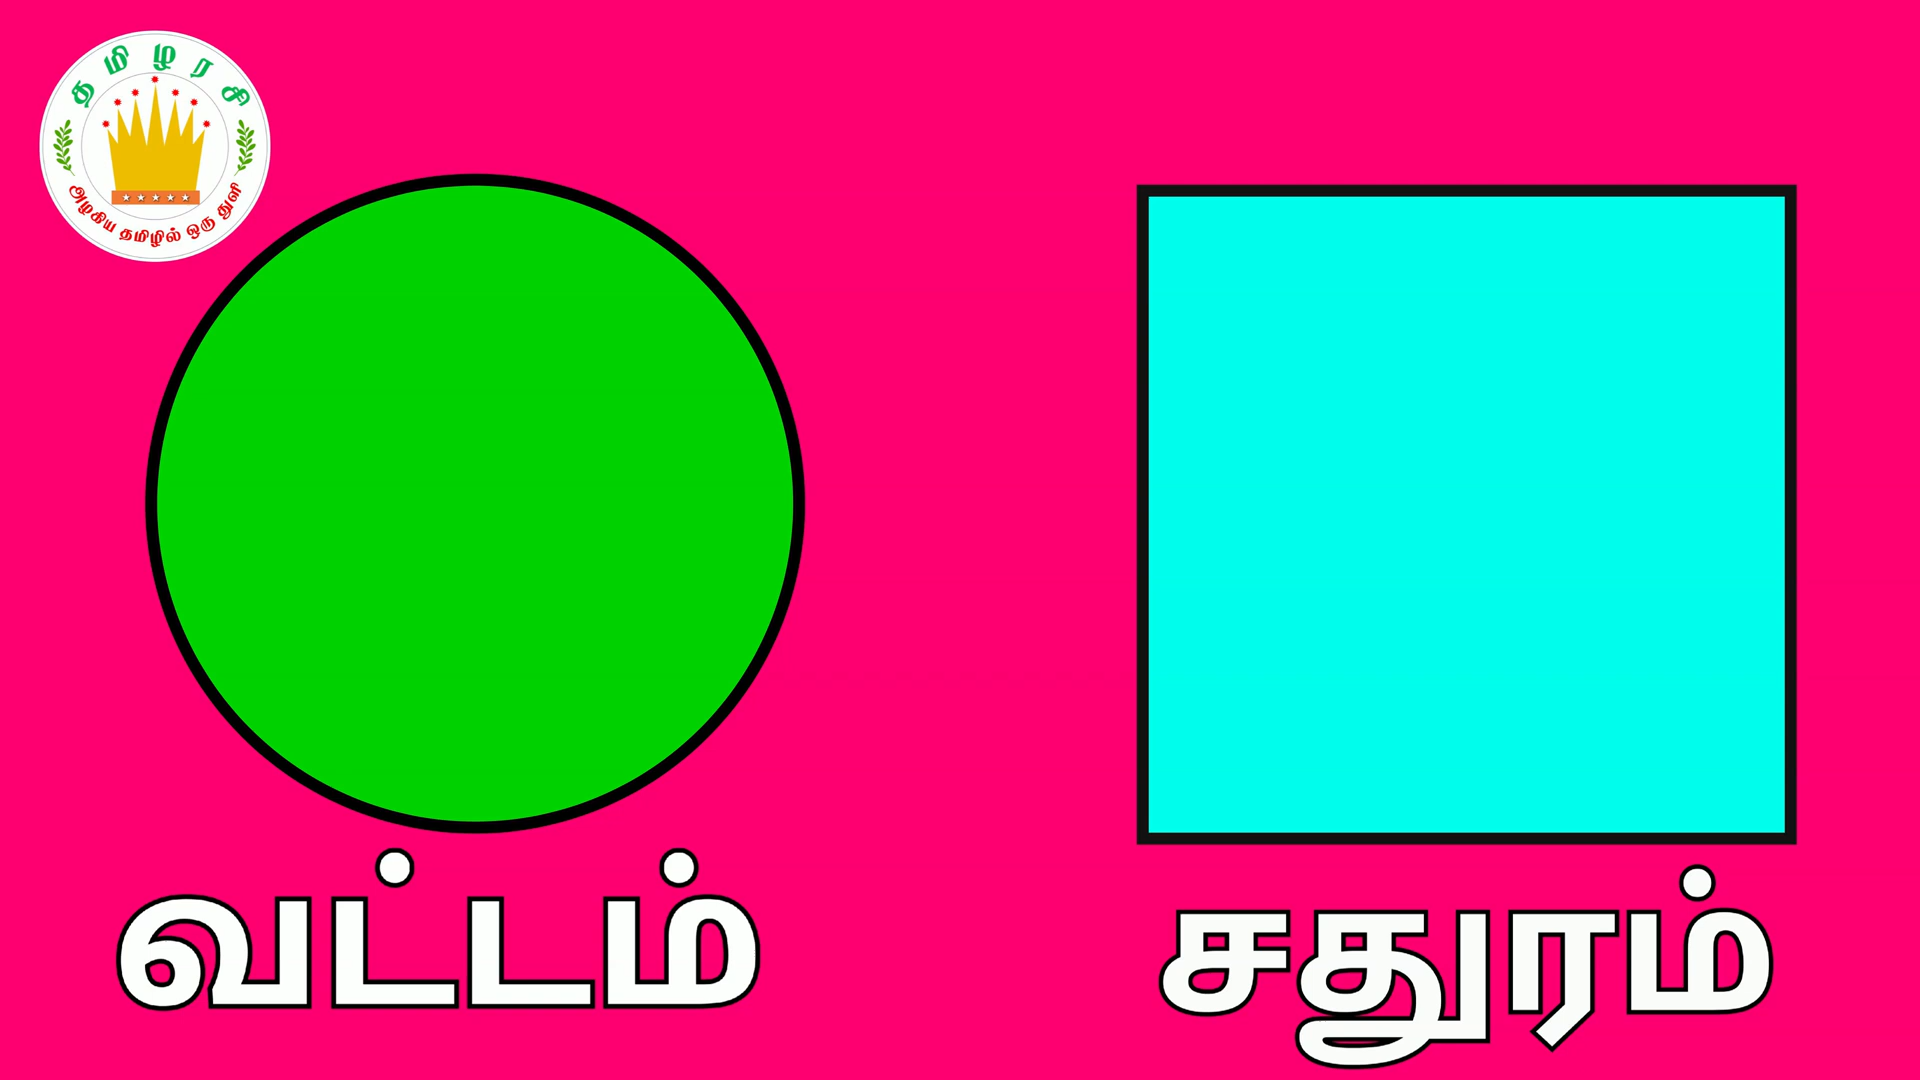 தமிழரசி
அழகிய தமிழில் ஒரு துளி
வட்டம்
சதுரம்